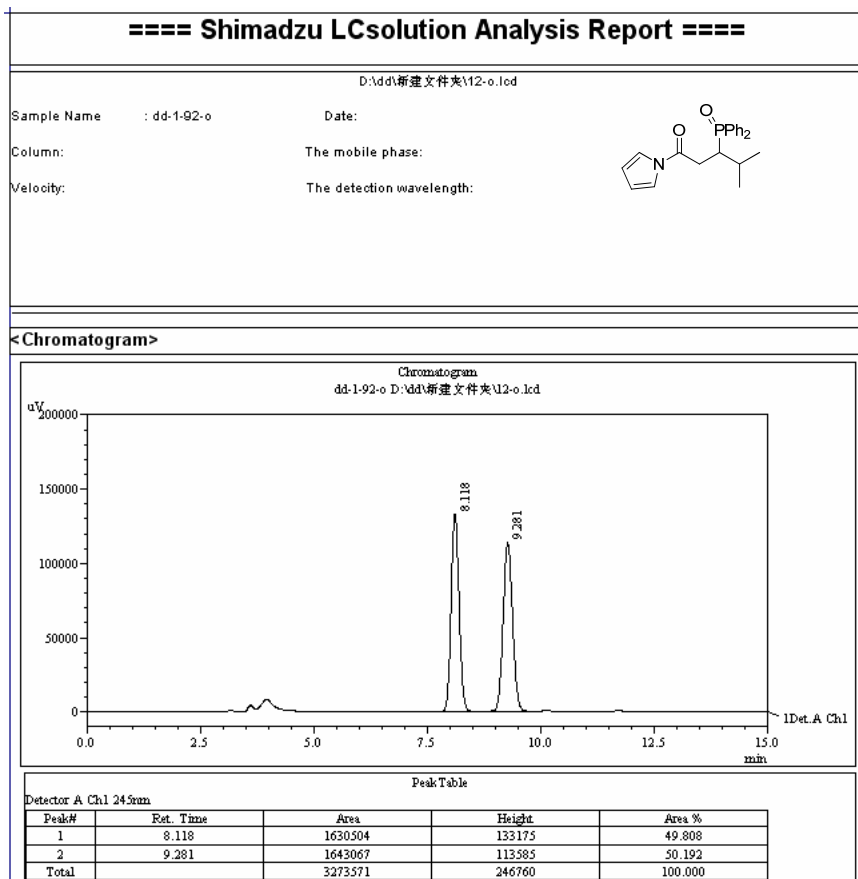 ==== Shimadzu LCsolution Analysis Report ====
D:\dd\新建文件夹\12-o.lcd
Sample Name : dd-1-92-o Date:
Column: The mobile phase:
Velocity: The detection wavelength:
O
O PPh2
N
<Chromatogram>
Chromatogram
dd-1-92-o D:\dd\新建文件夹\12-o.lcd
uV
200000
150000
100000
50000
0
8.118
9.281
1Det.A Ch1
0.0 2.5 5.0 7.5 10.0 12.5 15.0
min
PeakTable
Detector A Ch1 245nm
Peak# Ret. Time Area Height Area %
1 8.118 1630504 133175 49.808
2 9.281 1643067 113585 50.192
Total 3273571 246760 100.000